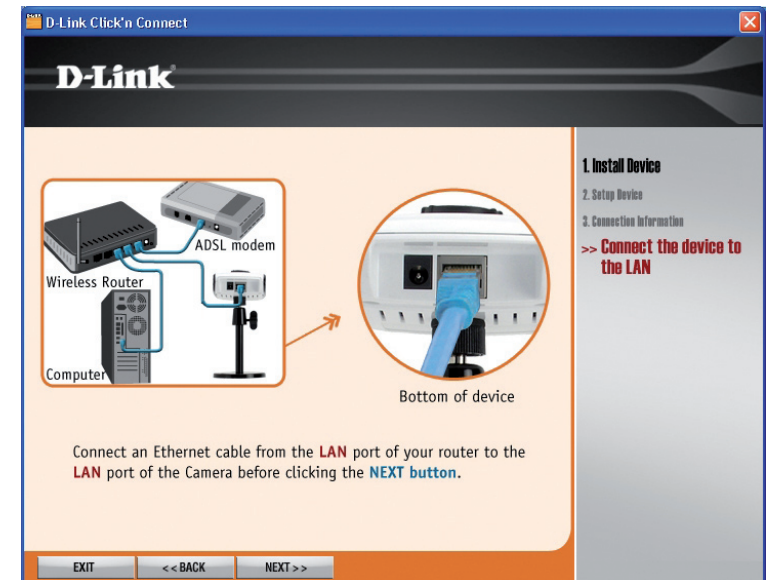 D-Link Click'n Connect
D-Link
ADSL modem
Wireless Router
Computer
Bottom of device
Connect an Ethernet cable from the LAN port of your router to the
LAN port of the Camera before clicking the NEXT button.
1. Install Device
2. Setup Device
3. Connection Information
>> Connect the device to
the LAN
EXIT
<< BACK
NEXT >>